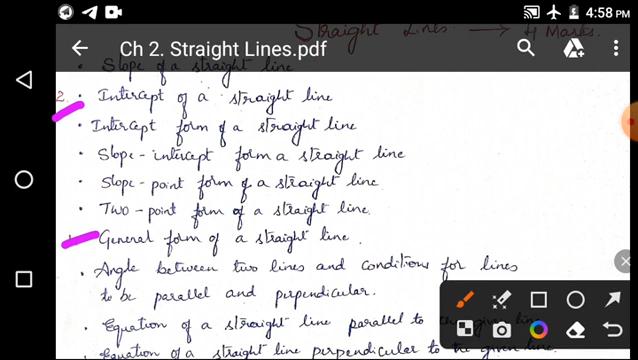 4:58 PM
Straight Lines → 4 Marks.
Ch 2. Straight Lines.pdf
• Slope of a straight line
2. • Intercept of a straight line
• Intercept form of a straight line
• Slope-intercept form a straight line
• Slope-point form of a straight line
• Two-point form of a straight line.
• General form of a straight line.
• Angle between two lines and conditions for lines
to be parallel and perpendicular.
• Equation of a straight line parallel to the given line
• Equation of a straight line perpendicular to the given line.